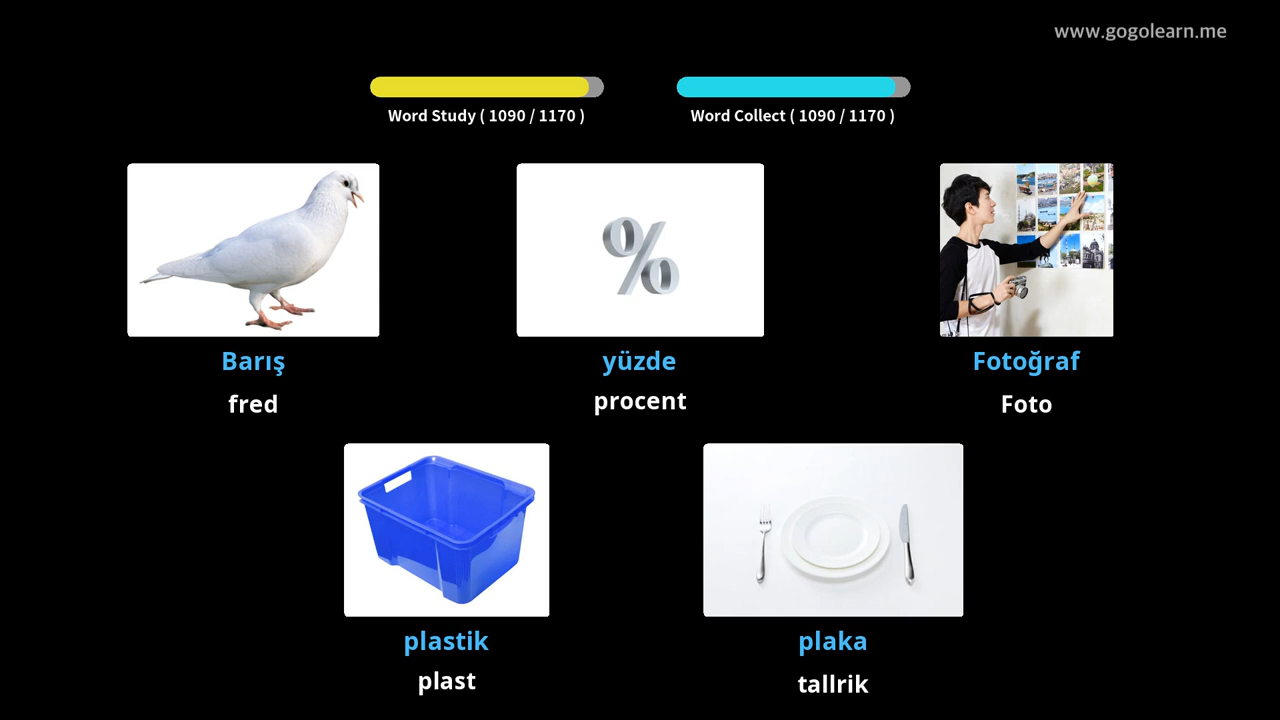 www.gogolearn.me
Word Study ( 1090 / 1170 )
Word Collect ( 1090 / 1170 )
%
Barış
yüzde
Fotoğraf
fred
procent
Foto
plastik
plaka
plast
tallrik